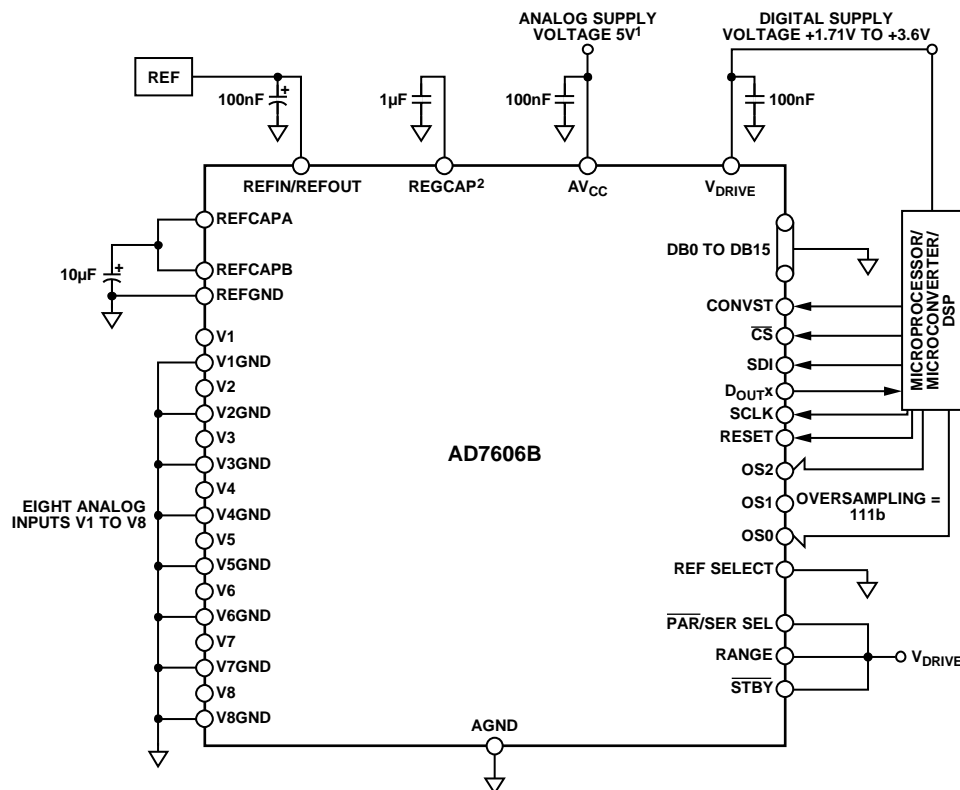 ANALOG SUPPLY
VOLTAGE 5V1
DIGITAL SUPPLY
VOLTAGE +1.71V TO +3.6V
REF
100nF
+
1µF
100nF
100nF
REFIN/REFOUT
REGCAP2
AVCC
VDRIVE
REFCAPA
REFCAPB
REFGND
10µF
+
V1
V1GND
V2
V2GND
V3
V3GND
V4
V4GND
V5
V5GND
V6
V6GND
V7
V7GND
V8
V8GND
EIGHT ANALOG
INPUTS V1 TO V8
AD7606B
AGND
DB0 TO DB15
CONVST
CS
SDI
DOUTx
SCLK
RESET
OS2
OS1
OS0
OVERSAMPLING =
111b
REF SELECT
PAR/SER SEL
RANGE
STBY
VDRIVE
MICROPROCESSOR/
MICROCONVERTER/
DSP